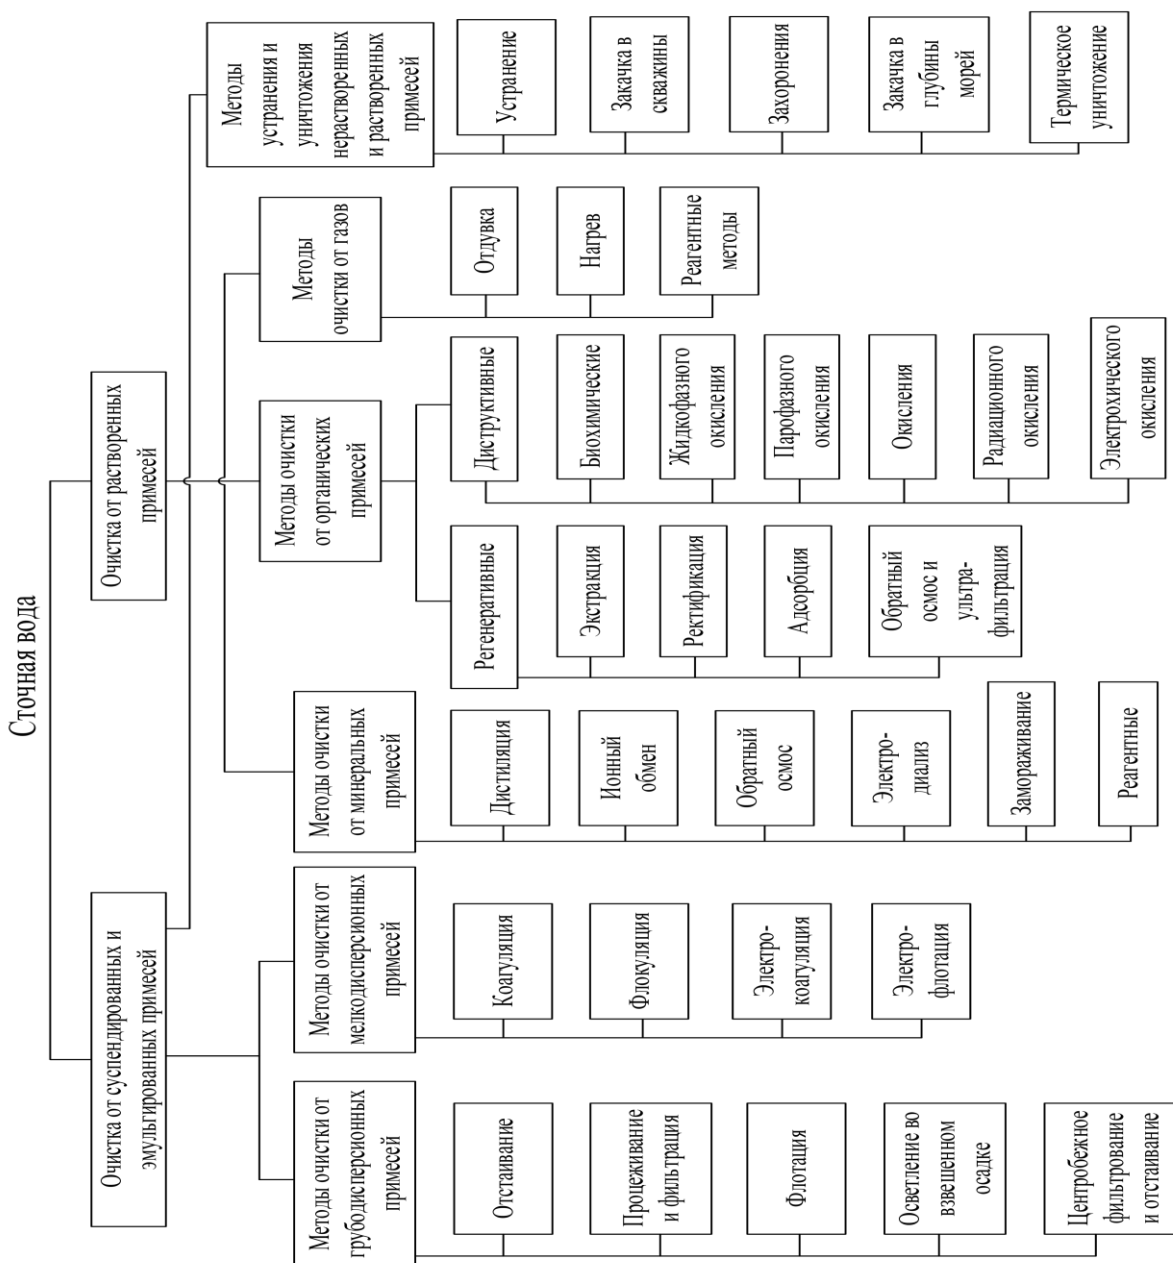 Сточная вода
Очистка от суспендированных и
эмульгированных примесей
Очистка от растворенных
примесей
Методы очистки от
грубодисперсионных
примесей
Отстаивание
Процеживание
и фильтрация
Флотация
Осветление во
взвешенном
осадке
Центробежное
фильтрование
и отстаивание
Методы очистки от
мелкодисперсионных
примесей
Коагуляция
Флокуляция
Электро-
коагуляция
Электро-
флотация
Методы очистки
от минеральных
примесей
Дистиляция
Ионный
обмен
Обратный
осмос
Электро-
диализ
Замораживание
Реагентные
Методы очистки
от органических
примесей
Регенеративные
Экстракция
Ректификация
Адсорбция
Обратный
осмос и
ультра-
фильтрация
Диструктивные
Биохимические
Жидкофазного
окисления
Парофазного
окисления
Окисления
Радиационного
окисления
Электрохического
окисления
Методы
очистки от газов
Отдувка
Нагрев
Реагентные
методы
Методы
устранения и
уничтожения
нерастворенных
и растворенных
примесей
Устранение
Закачка в
скважины
Захоронения
Закачка в
глубины
морей
Термическое
уничтожение